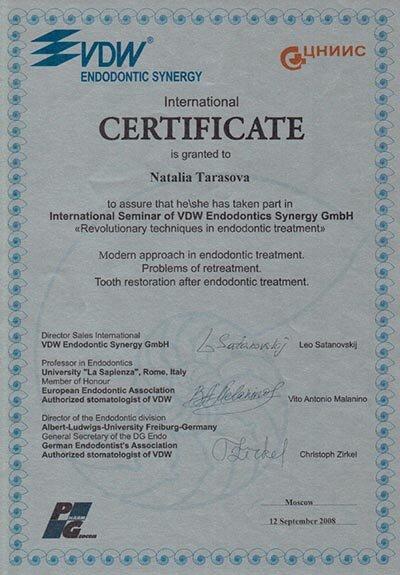 VDW®
ENDODONTIC SYNERGY
ЦНИИС
International
CERTIFICATE
is granted to
Natalia Tarasova
to assure that he\she has taken part in
International Seminar of VDW Endodontics Synergy GmbH
«Revolutionary techniques in endodontic treatment»
Modern approach in endodontic treatment.
Problems of retreatment.
Tooth restoration after endodontic treatment.
Director Sales International
VDW Endodontic Synergy GmbH
L Satanovskij
Leo Satanovskij
Professor in Endodontics
University "La Sapienza", Rome, Italy
Member of Honour
European Endodontic Association
Authorized stomatologist of VDW
Vito Antonio Malanino
Director of the Endodontic division
Albert-Ludwigs-University Freiburg-Germany
General Secretary of the DG Endo
German Endodontist's Association
Authorized stomatologist of VDW
Zirkel
Christoph Zirkel
Moscow
12 September 2008